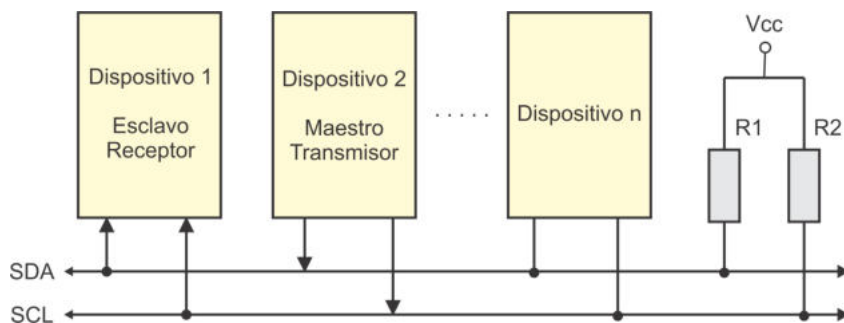 Vcc
Dispositivo 1
Esclavo
Receptor
Dispositivo 2
Maestro
Transmisor
. . . . .
Dispositivo n
R1
R2
SDA
SCL